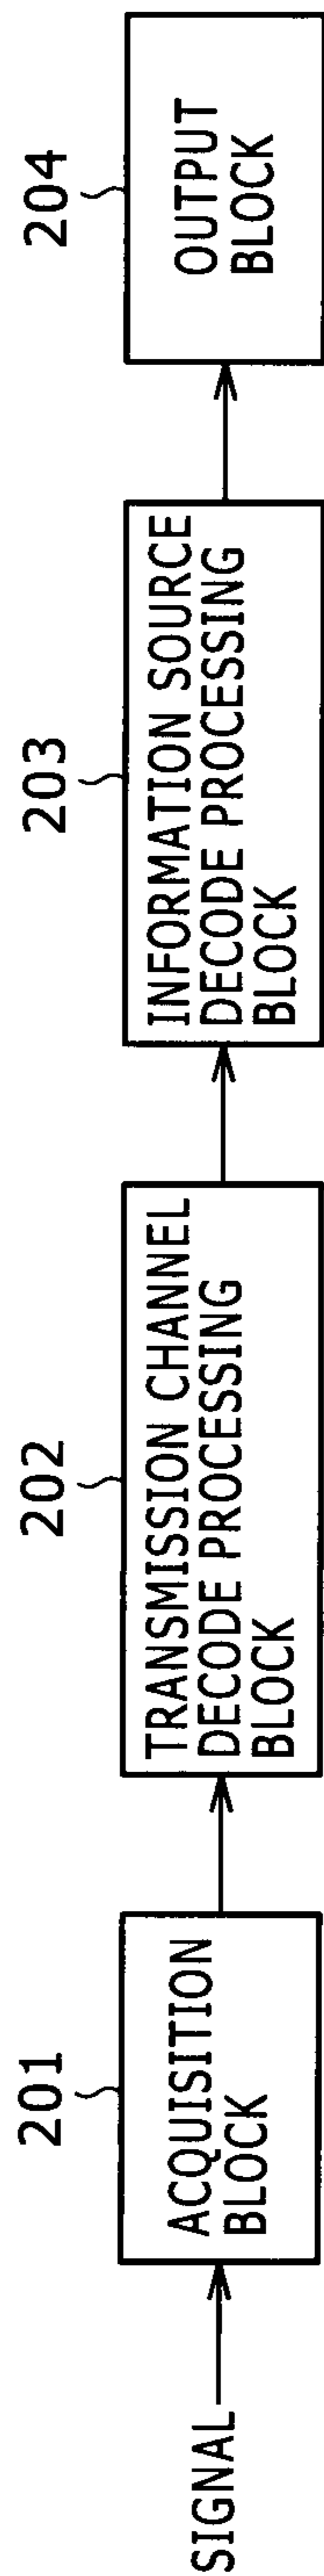 SIGNAL
201
ACQUISITION
BLOCK
202
TRANSMISSION CHANNEL
DECODE PROCESSING
BLOCK
203
INFORMATION SOURCE
DECODE PROCESSING
BLOCK
204
OUTPUT
BLOCK